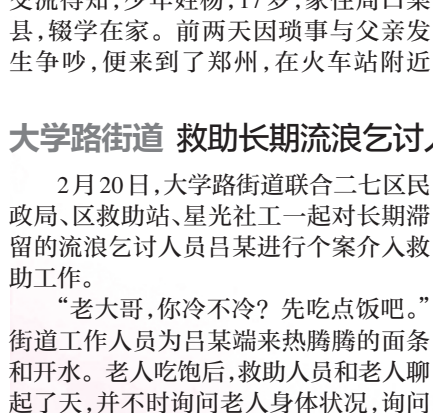 交流得知,少年姓杨,17岁,家住周口某
县,辍学在家。前两天因琐事与父亲发
生争吵,便来到了郑州,在火车站附近
大学路街道 救助长期流浪乞讨人
2月20日,大学路街道联合二七区民
政局、区救助站、星光社工一起对长期滞
留的流浪乞讨人员吕某进行个案介入救
助工作。
“老大哥,你冷不冷?先吃点饭吧。”
街道工作人员为吕某端来热腾腾的面条
和开水。老人吃饱后,救助人员和老人聊
起了天,并不时询问老人身体状况,询问